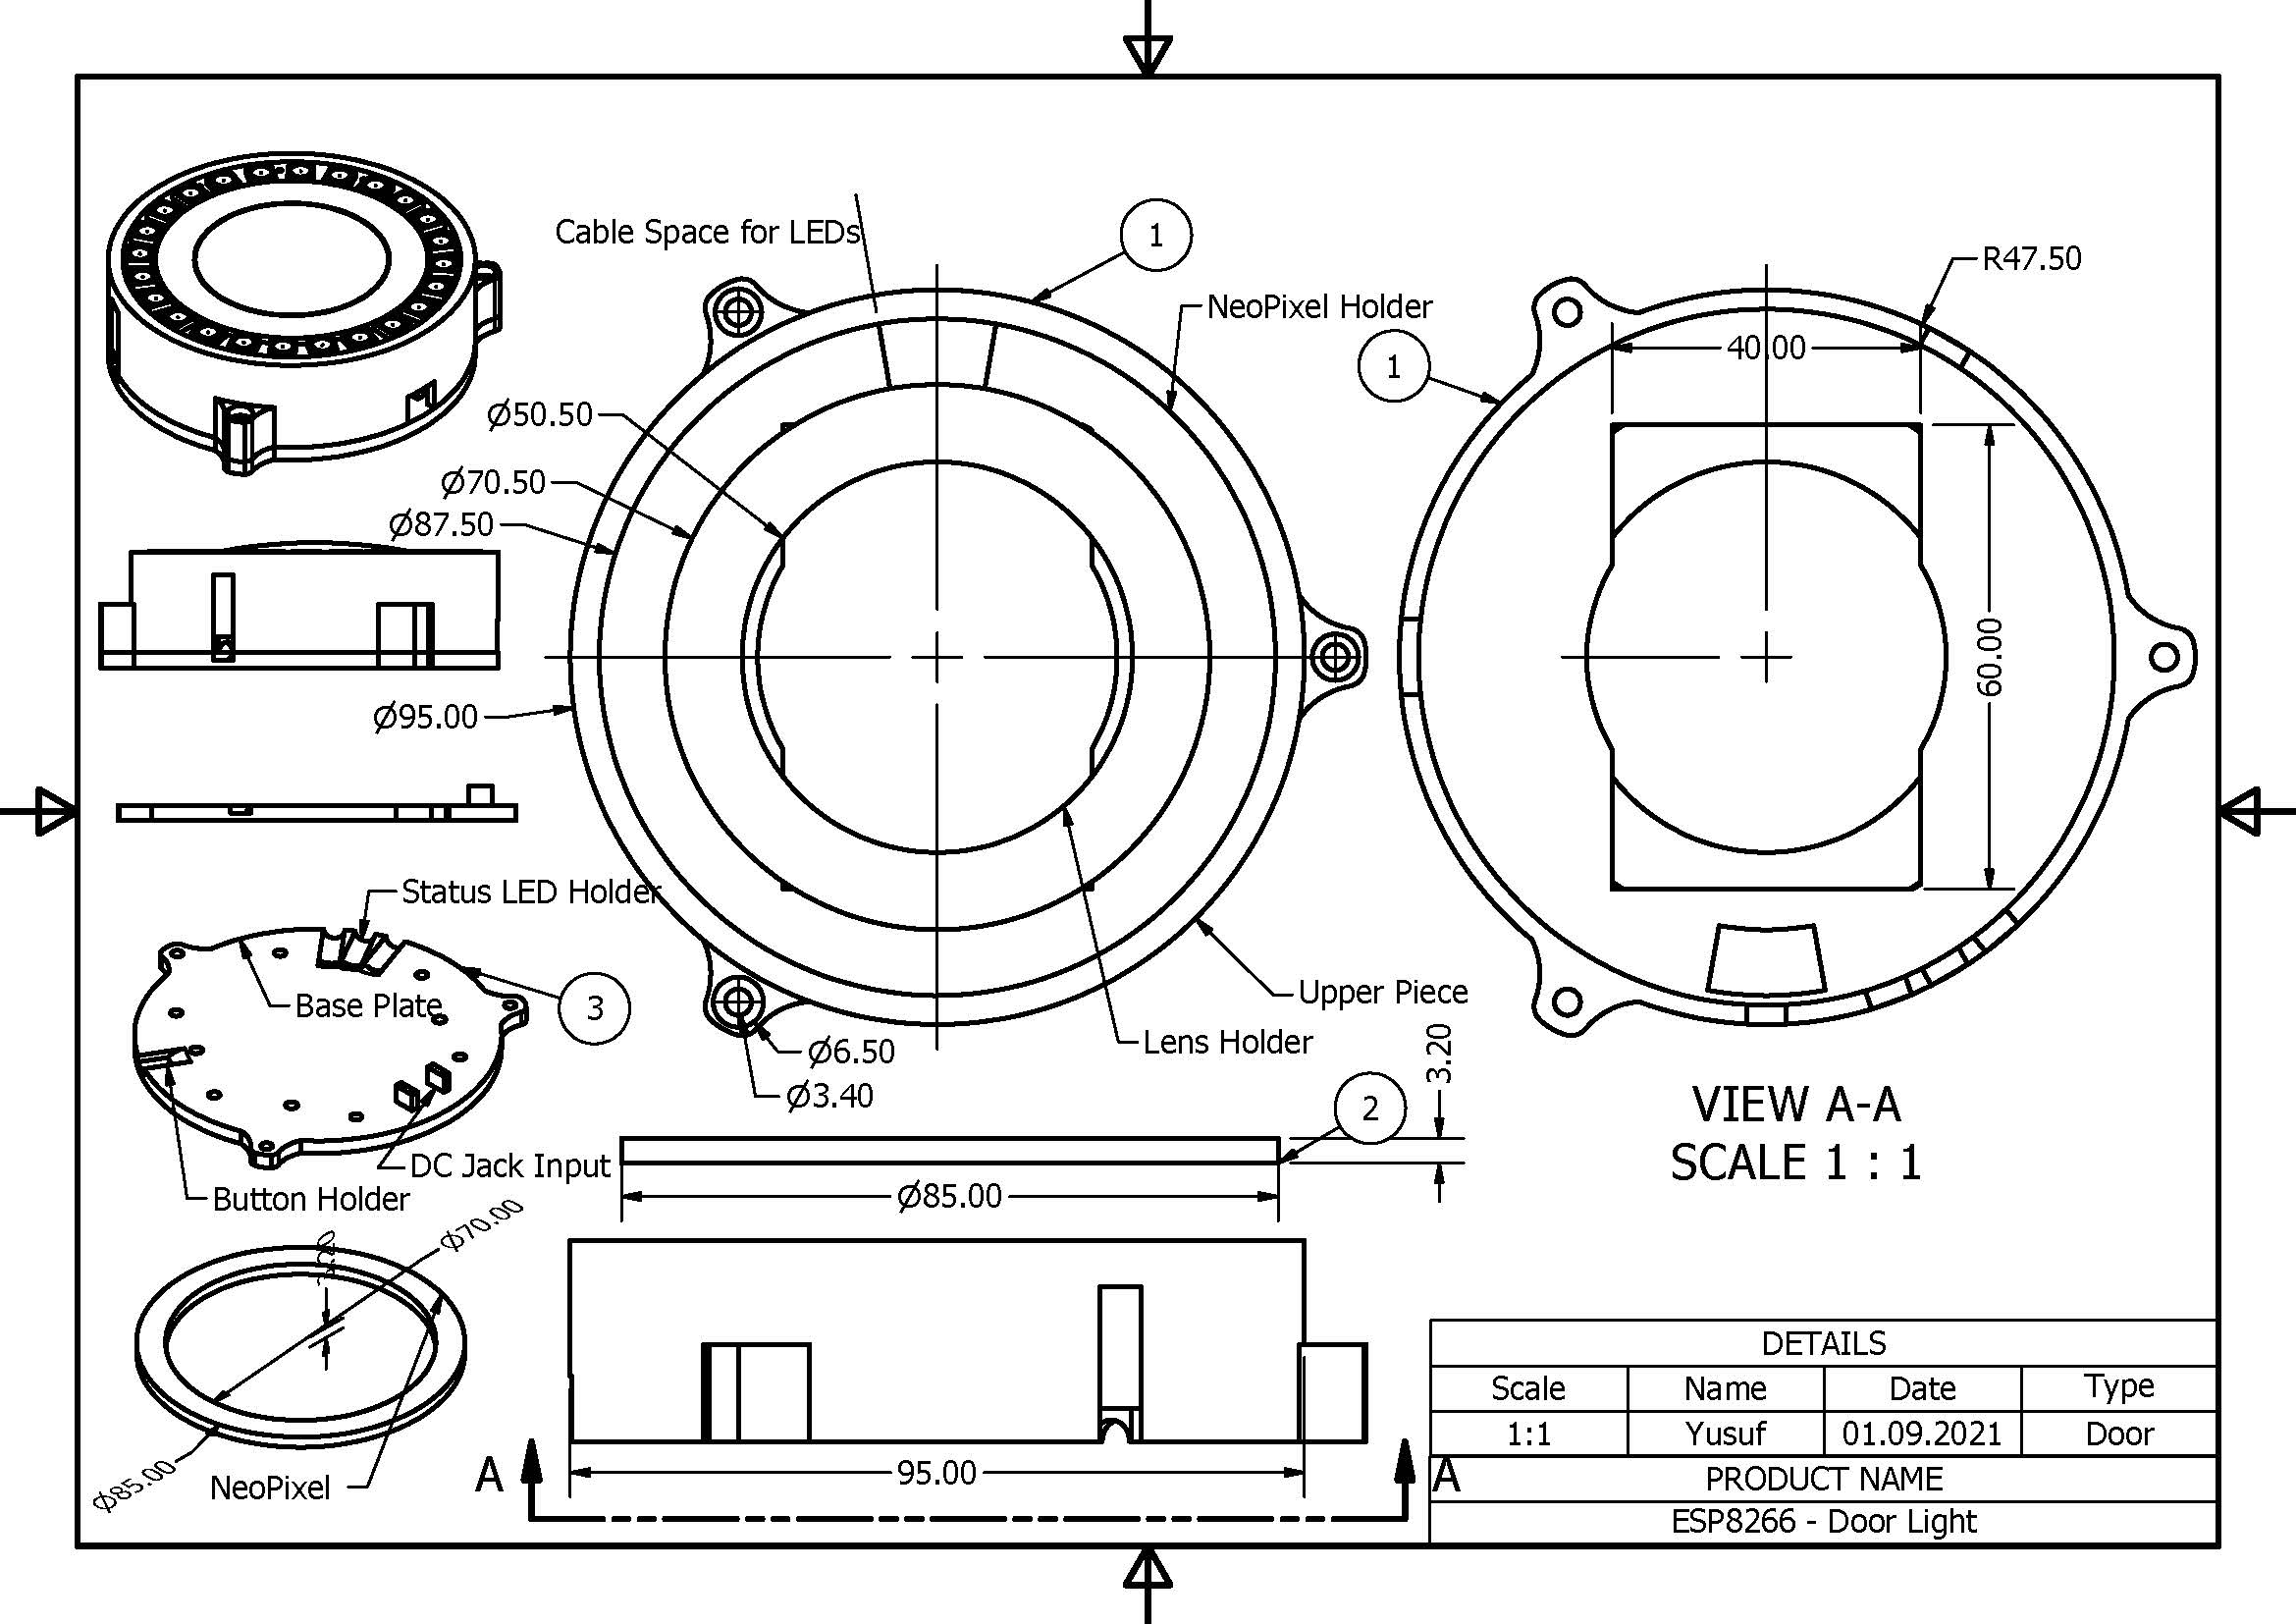 Cable Space for LEDs
1
NeoPixel Holder
R47.50
1
40.00
Ø50.50
Ø70.50
Ø87.50
60.00
Ø95.00
Status LED Holder
Base Plate
3
Upper Piece
Lens Holder
3.20
Ø6.50
Ø3.40
2
VIEW A-A
SCALE 1 : 1
DC Jack Input
Button Holder
Ø85.00
Ø70.00
Ø85.00
NeoPixel
A
95.00
A
DETAILS
Scale Name Date Type
1:1 Yusuf 01.09.2021 Door
PRODUCT NAME
ESP8266 - Door Light